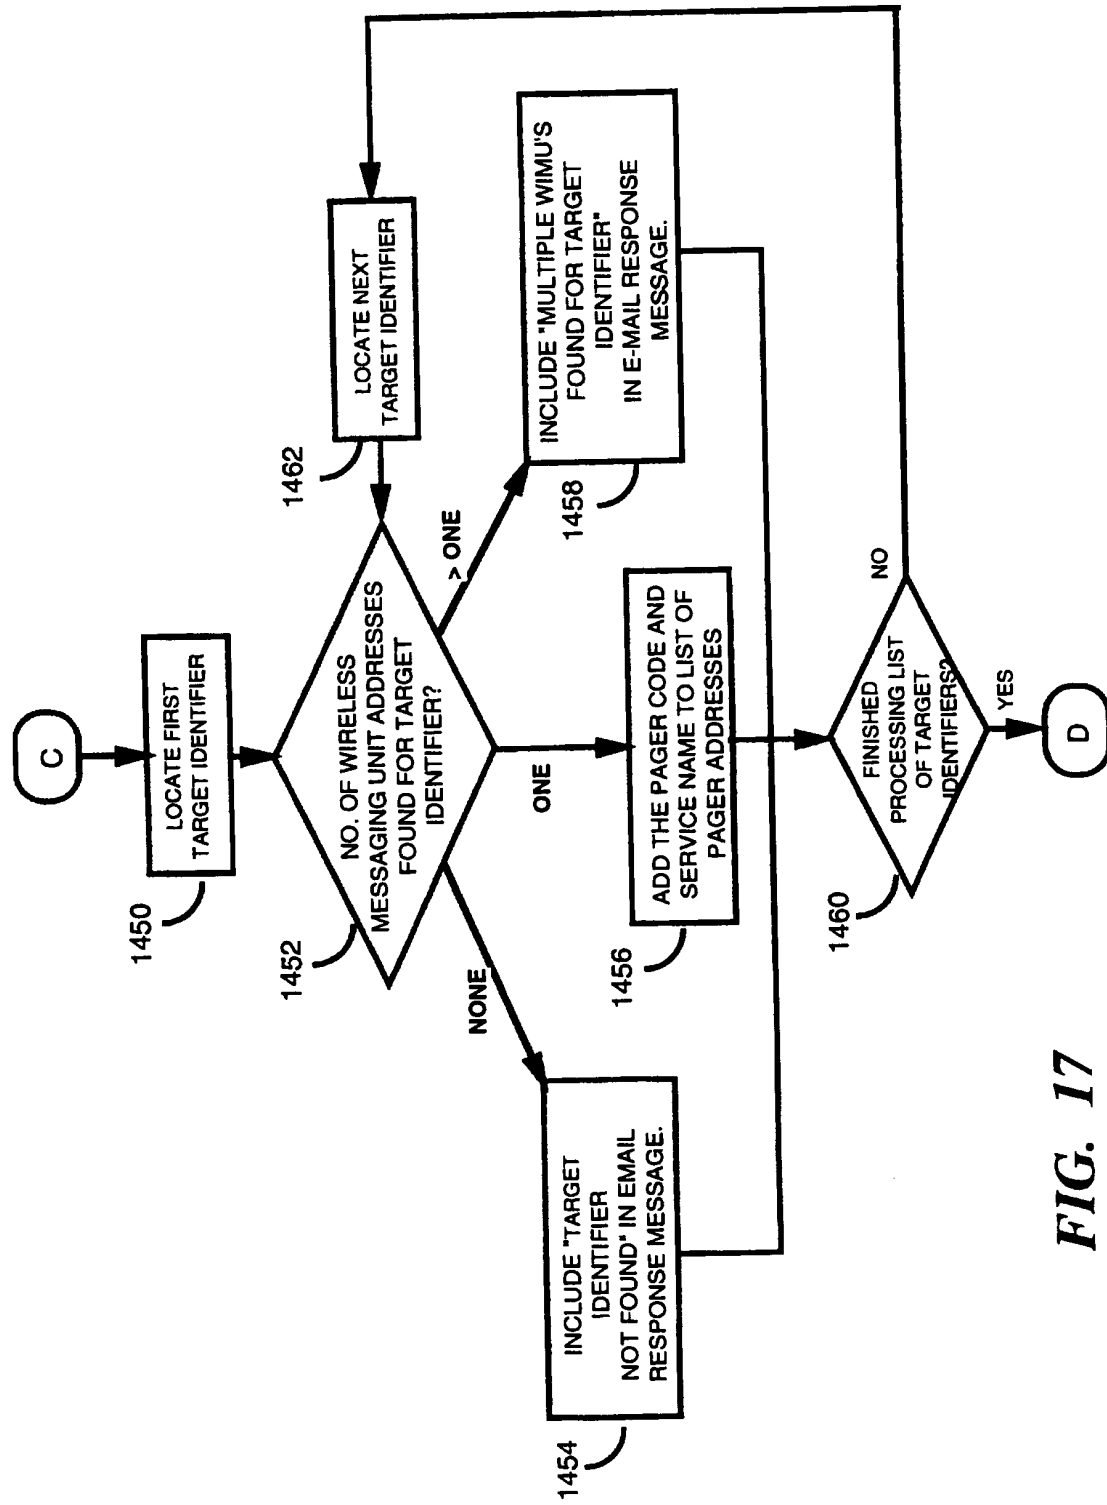 C
1450
LOCATE FIRST
TARGET IDENTIFIER
1462
LOCATE NEXT
TARGET IDENTIFIER
1452
NO. OF WIRELESS
MESSAGING UNIT ADDRESSES
FOUND FOR TARGET
IDENTIFIER?
NONE
ONE
> ONE
1454
INCLUDE "TARGET
IDENTIFIER
NOT FOUND" IN EMAIL
RESPONSE MESSAGE.
1456
ADD THE PAGER CODE AND
SERVICE NAME TO LIST OF
PAGER ADDRESSES
1458
INCLUDE "MULTIPLE WIMU'S
FOUND FOR TARGET
IDENTIFIER"
IN E-MAIL RESPONSE
MESSAGE.
1460
FINISHED
PROCESSING LIST
OF TARGET
IDENTIFIERS?
NO
YES
D
FIG. 17